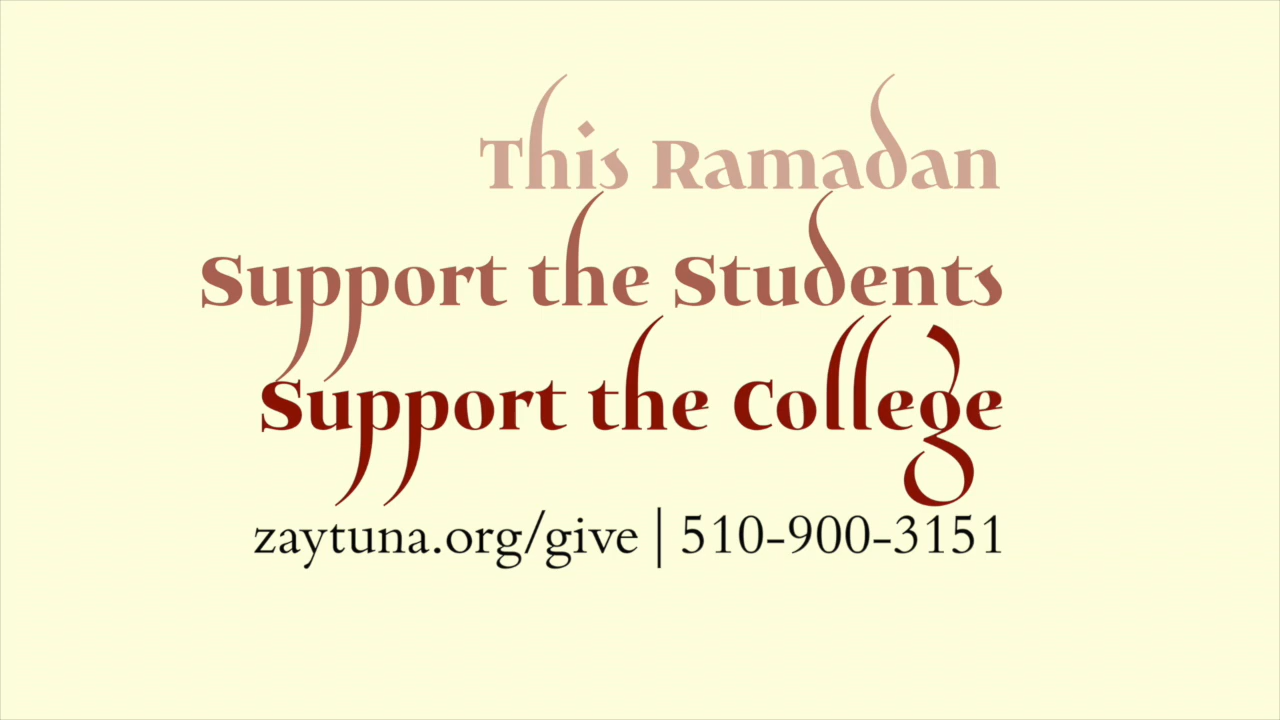 This Ramadan
Support the Students
Support the College
zaytuna.org/give | 510-900-3151